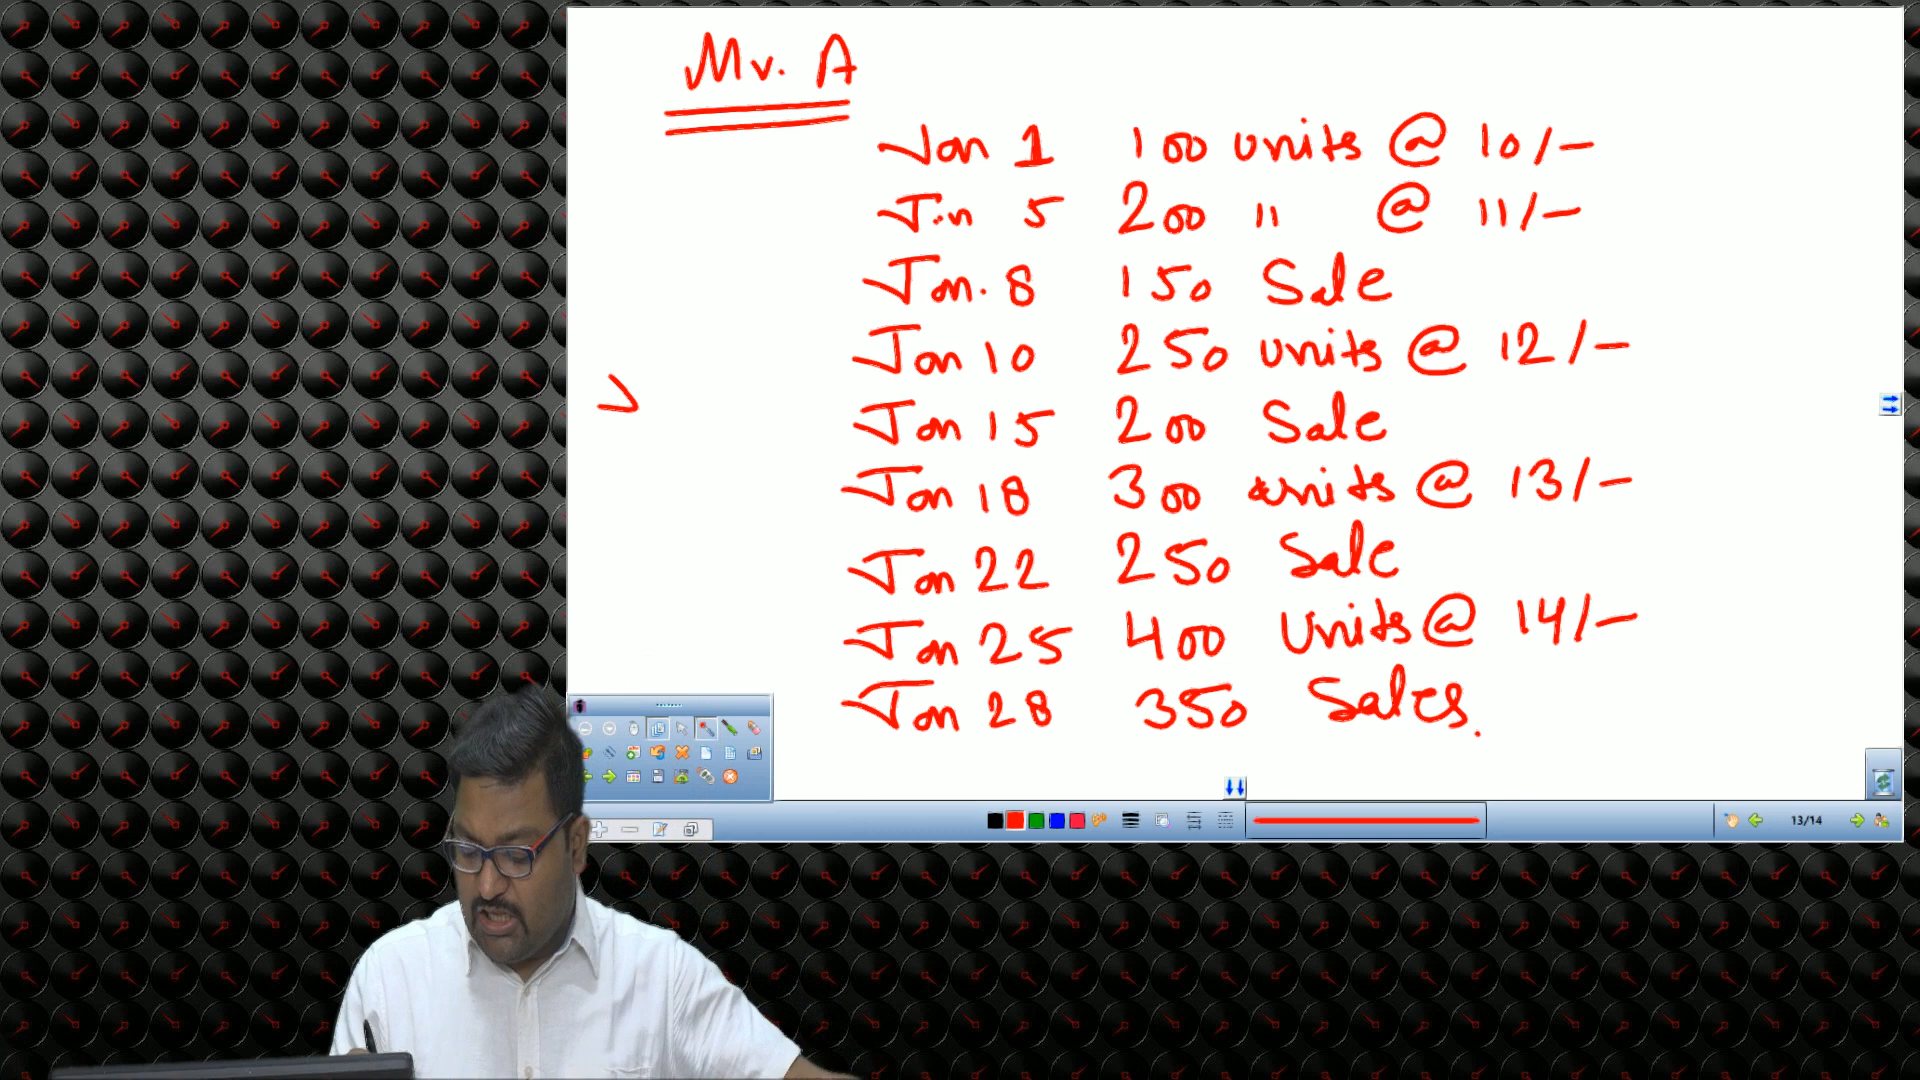 Mr. A
Jan 1 100 units @ 10/-
Jan 5 200 " @ 11/-
Jan. 8 150 Sale
Jan 10 250 units @ 12/-
Jan 15 200 Sale
Jan 18 300 units @ 13/-
Jan 22 250 Sale
Jan 25 400 Units @ 14/-
Jan 28 350 Sales.
13/14